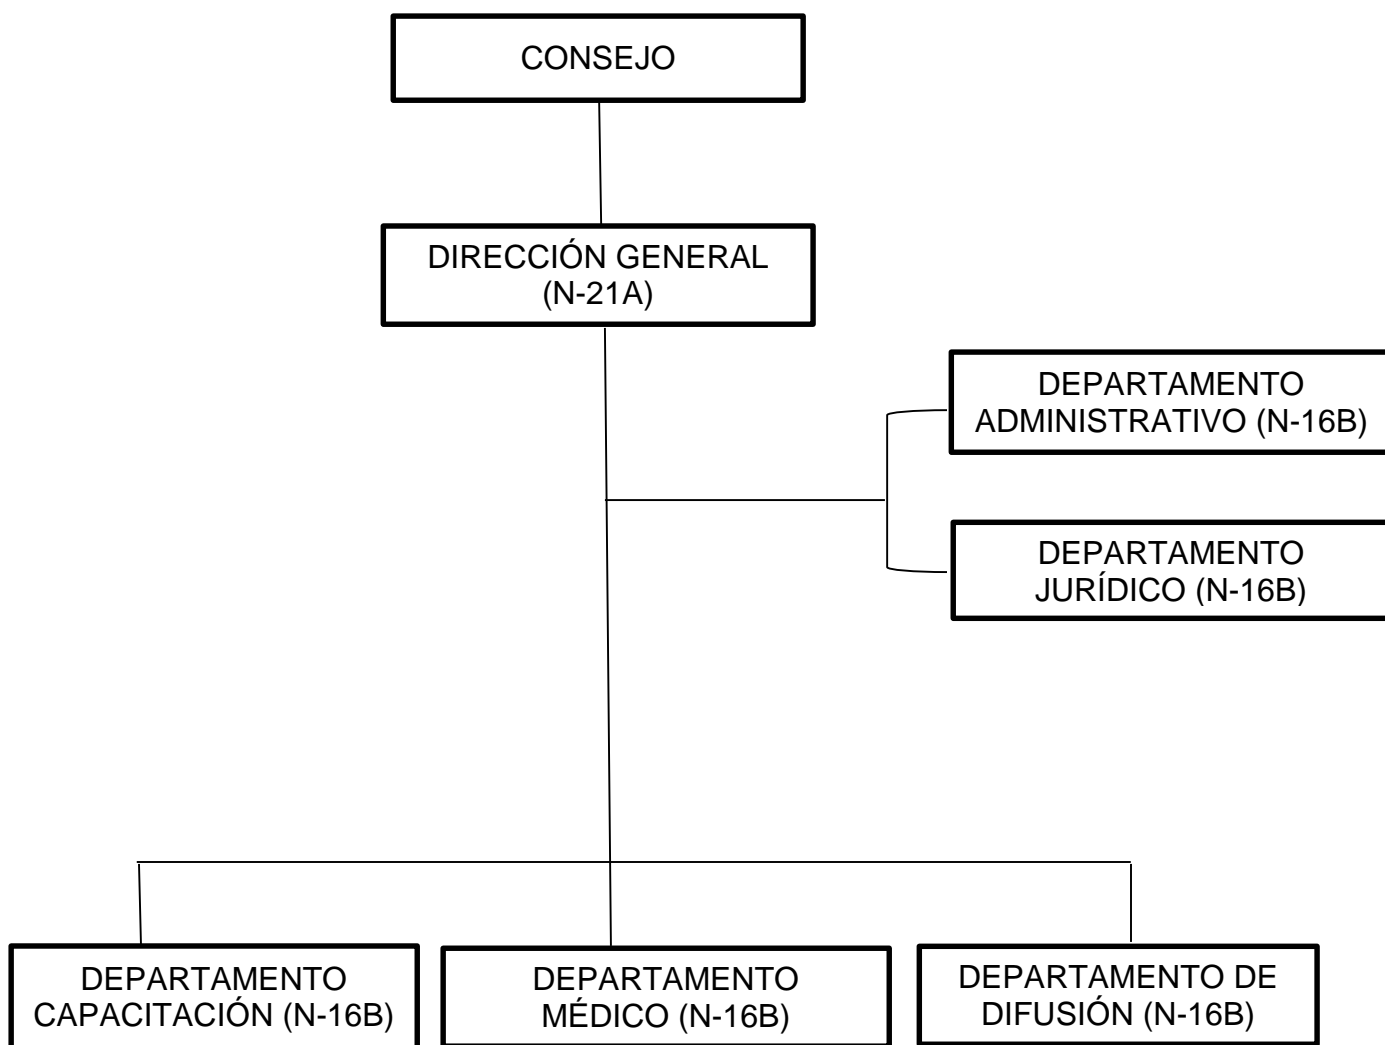 CONSEJO
DIRECCIÓN GENERAL
(N-21A)
DEPARTAMENTO
ADMINISTRATIVO (N-16B)
DEPARTAMENTO
JURÍDICO (N-16B)
DEPARTAMENTO
CAPACITACIÓN (N-16B)
DEPARTAMENTO
MÉDICO (N-16B)
DEPARTAMENTO DE
DIFUSIÓN (N-16B)